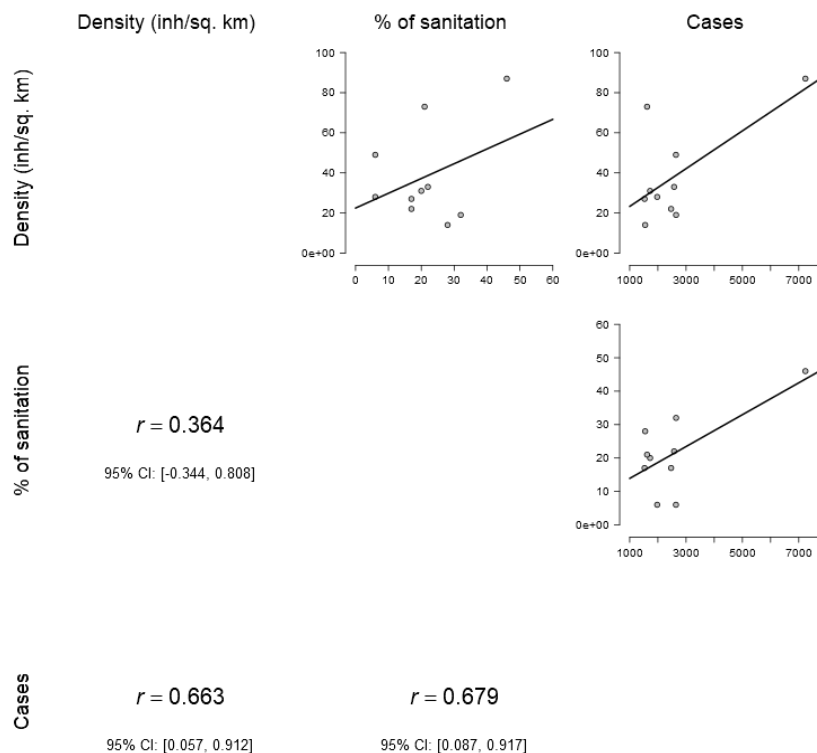 Density (inh/sq. km)
% of sanitation
Cases
Density (inh/sq. km)
100
80
60
40
20
0e+00
0 10 20 30 40 50 60
100
80
60
40
20
0e+00
1000 3000 5000 7000
% of sanitation
r = 0.364
95% CI: [-0.344, 0.808]
60
50
40
30
20
10
0e+00
1000 3000 5000 7000
Cases
r = 0.663
95% CI: [0.057, 0.912]
r = 0.679
95% CI: [0.087, 0.917]